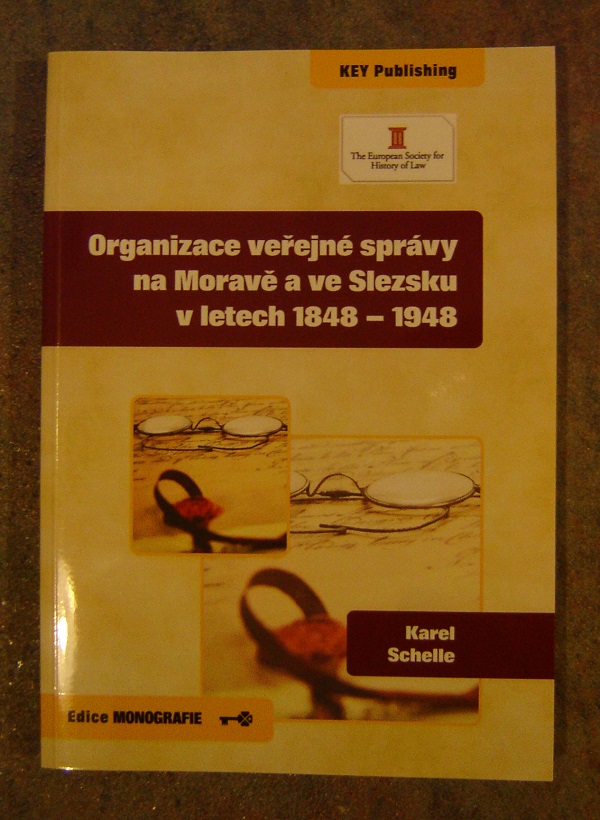 KEY Publishing
The European Society for
History of Law
Organizace veřejné správy
na Moravě a ve Slezsku
v letech 1848 – 1948
Karel
Schelle
Edice MONOGRAFIE